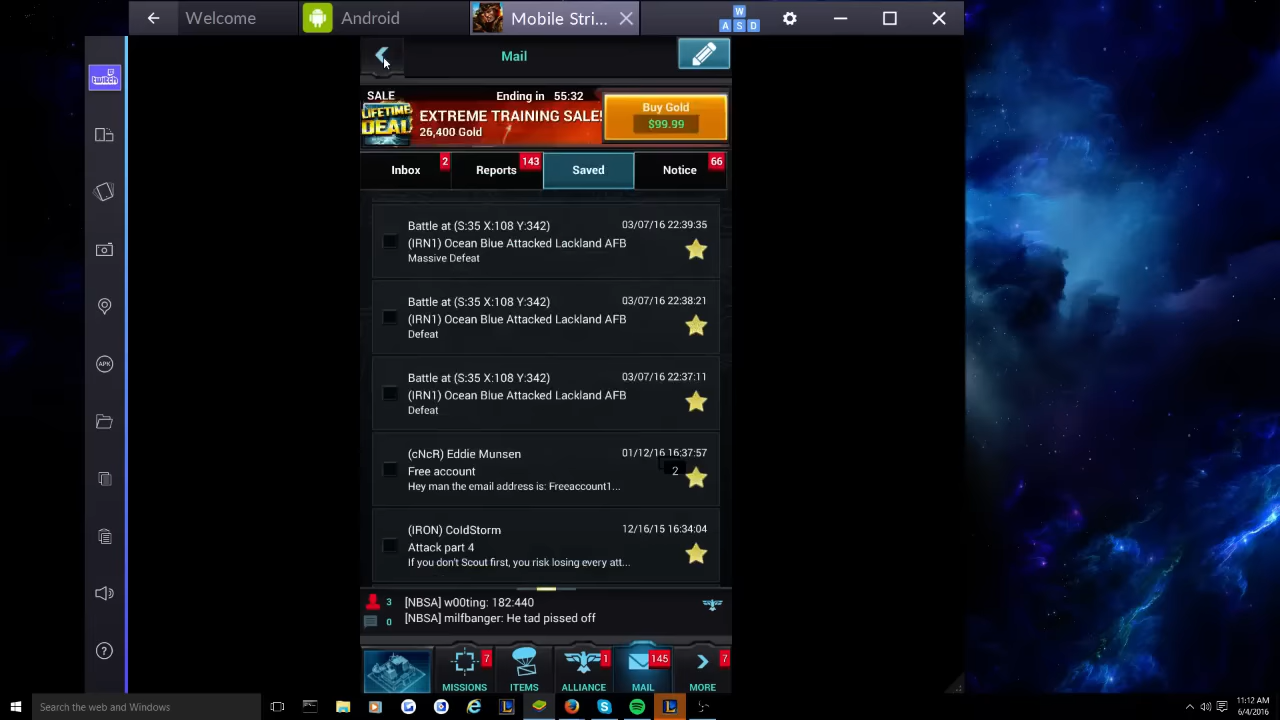 Welcome
Android
Mobile Stri...
W
A S D
twitch
APK
Mail
SALE
Ending in 55:32
LIFETIME
DEAL
EXTREME TRAINING SALE!
26,400 Gold
Buy Gold
$99.99
Inbox 2
Reports 143
Saved
Notice 66
Battle at (S:35 X:108 Y:342) 03/07/16 22:39:35
(IRN1) Ocean Blue Attacked Lackland AFB
Massive Defeat
Battle at (S:35 X:108 Y:342) 03/07/16 22:38:21
(IRN1) Ocean Blue Attacked Lackland AFB
Defeat
Battle at (S:35 X:108 Y:342) 03/07/16 22:37:11
(IRN1) Ocean Blue Attacked Lackland AFB
Defeat
(cNcR) Eddie Munsen 01/12/16 16:37:57
Free account 2
Hey man the email address is: Freeaccount1...
(IRON) ColdStorm 12/16/15 16:34:04
Attack part 4
If you don't Scout first, you risk losing every att...
3 [NBSA] w00ting: 182:440
0 [NBSA] milfbanger: He tad pissed off
7 1 145 7
MISSIONS ITEMS ALLIANCE MAIL MORE
Search the web and Windows
11:12 AM
6/4/2016